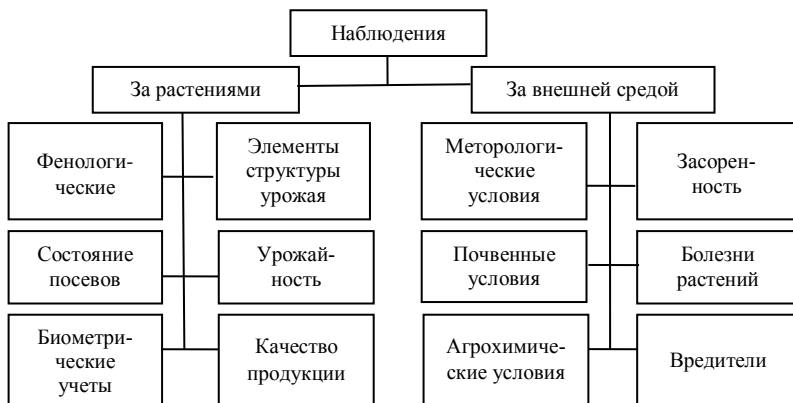 Наблюдения
За растениями
За внешней средой
Фенологи-
ческие
Элементы
структуры
урожая
Меторологи-
ческие
условия
Засорен-
ность
Состояние
посевов
Урожай-
ность
Почвенные
условия
Болезни
растений
Биометри-
ческие
учеты
Качество
продукции
Агрохимиче-
ские условия
Вредители